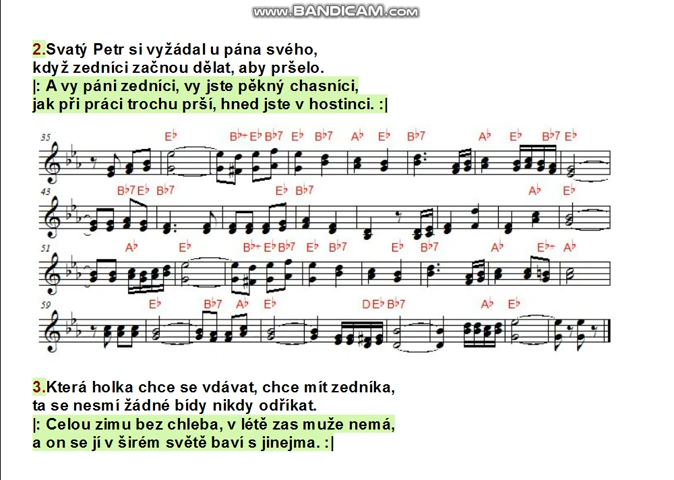 www.BANDICAM.com
2.Svatý Petr si vyžádal u pána svého,
když zedníci začnou dělat, aby pršelo.
|: A vy páni zedníci, vy jste pěkný chasníci,
jak při práci trochu prší, hned jste v hostinci. :|
35 E♭ B♭+ E♭ B♭7 E♭ B♭7 A♭ E♭ B♭7 A♭ E♭ B♭7 E♭
43 B♭7 E♭ B♭7 E♭ B♭7 A♭ E♭
51 A♭ E♭ B♭+ E♭ B♭7 E♭ B♭7 E♭ B♭7 A♭ E♭+ A♭
59 E♭ B♭7 A♭ E♭ D E♭ B♭7 A♭ E♭
3.Která holka chce se vdávat, chce mít zedníka,
ta se nesmí žádné bídy nikdy odříkat.
|: Celou zimu bez chleba, v létě zas muže nemá,
a on se jí v širém světě baví s jinejma. :|